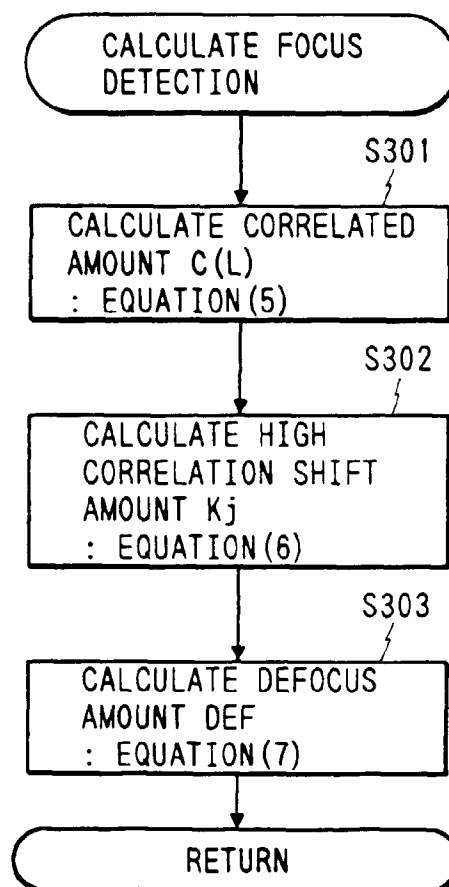 CALCULATE FOCUS
DETECTION
S301
CALCULATE CORRELATED
AMOUNT C(L)
: EQUATION(5)
S302
CALCULATE HIGH
CORRELATION SHIFT
AMOUNT Kj
: EQUATION(6)
S303
CALCULATE DEFOCUS
AMOUNT DEF
: EQUATION(7)
RETURN